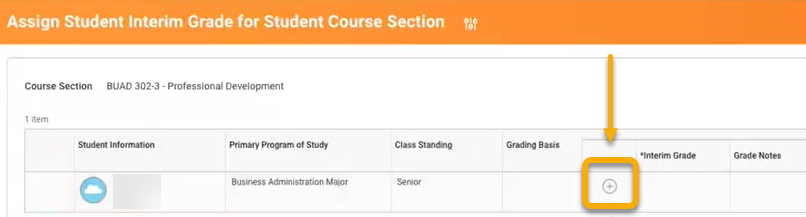 Assign Student Interim Grade for Student Course Section
Course Section BUAD 302-3 - Professional Development
1 item
Student Information Primary Program of Study Class Standing Grading Basis *Interim Grade Grade Notes
Business Administration Major Senior